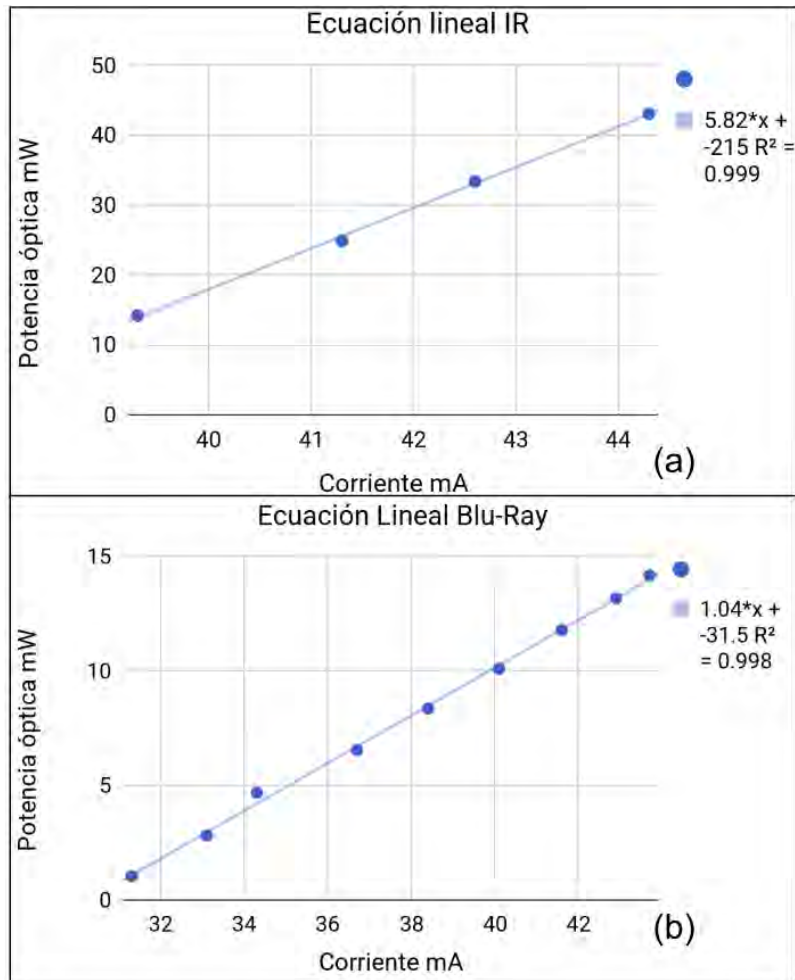 Ecuación lineal IR
Potencia óptica mW
50
40
30
20
10
0
40
41
42
43
44
Corriente mA
5.82*x +
-215 R² =
0.999
(a)
Ecuación Lineal Blu-Ray
Potencia óptica mW
15
10
5
0
32
34
36
38
40
42
Corriente mA
1.04*x +
-31.5 R²
= 0.998
(b)